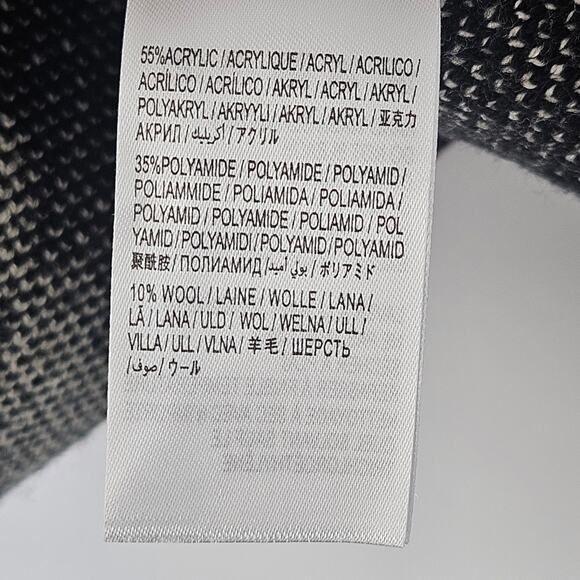 55%ACRYLIC / ACRYLIQUE / ACRYL / ACRILICO /
ACRÍLICO / ACRÍLICO / AKRYL / ACRYL / AKRYL /
POLYAKRYL / AKRYYLI / AKRYL / AKRYL / 亚克力
АКРИЛ / أكريليك / アクリル
35%POLYAMIDE / POLYAMIDE / POLYAMID /
POLIAMMIDE / POLIAMIDA / POLIAMIDA /
POLYAMID / POLYAMIDE / POLIAMID / POL
YAMID / POLYAMIDI / POLYAMID / POLYAMID
聚酰胺 / ПОЛИАМИД / بولي أميد / ポリアミド
10% WOOL / LAINE / WOLLE / LANA /
LÃ / LANA / ULD / WOL / WELNA / ULL /
VILLA / ULL / VLNA / 羊毛 / ШЕРСТЬ
/ صوف / ウール